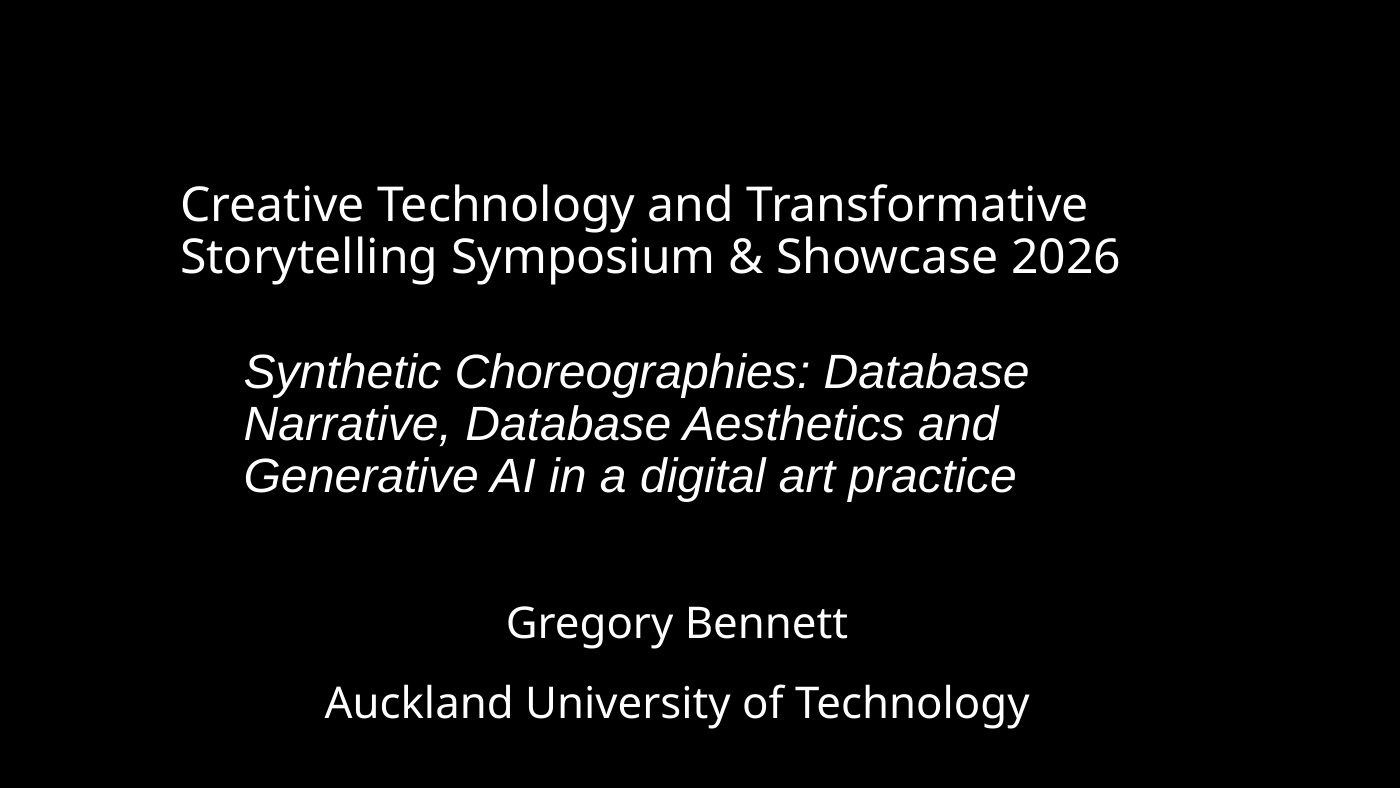 Creative Technology and Transformative
Storytelling Symposium & Showcase 2026
Synthetic Choreographies: Database
Narrative, Database Aesthetics and
Generative AI in a digital art practice
Gregory Bennett
Auckland University of Technology